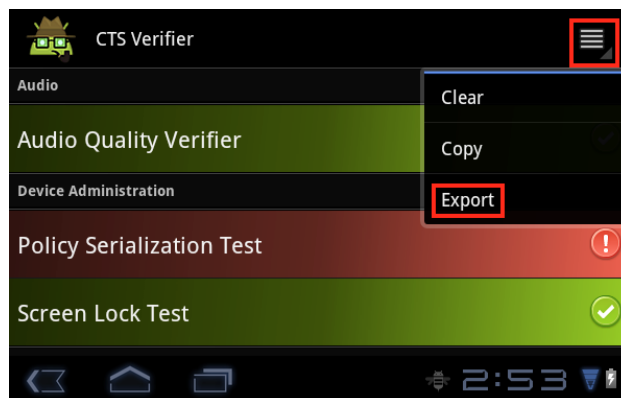 CTS Verifier
Audio
Clear
Audio Quality Verifier
Copy
Device Administration
Export
Policy Serialization Test
Screen Lock Test
2:53